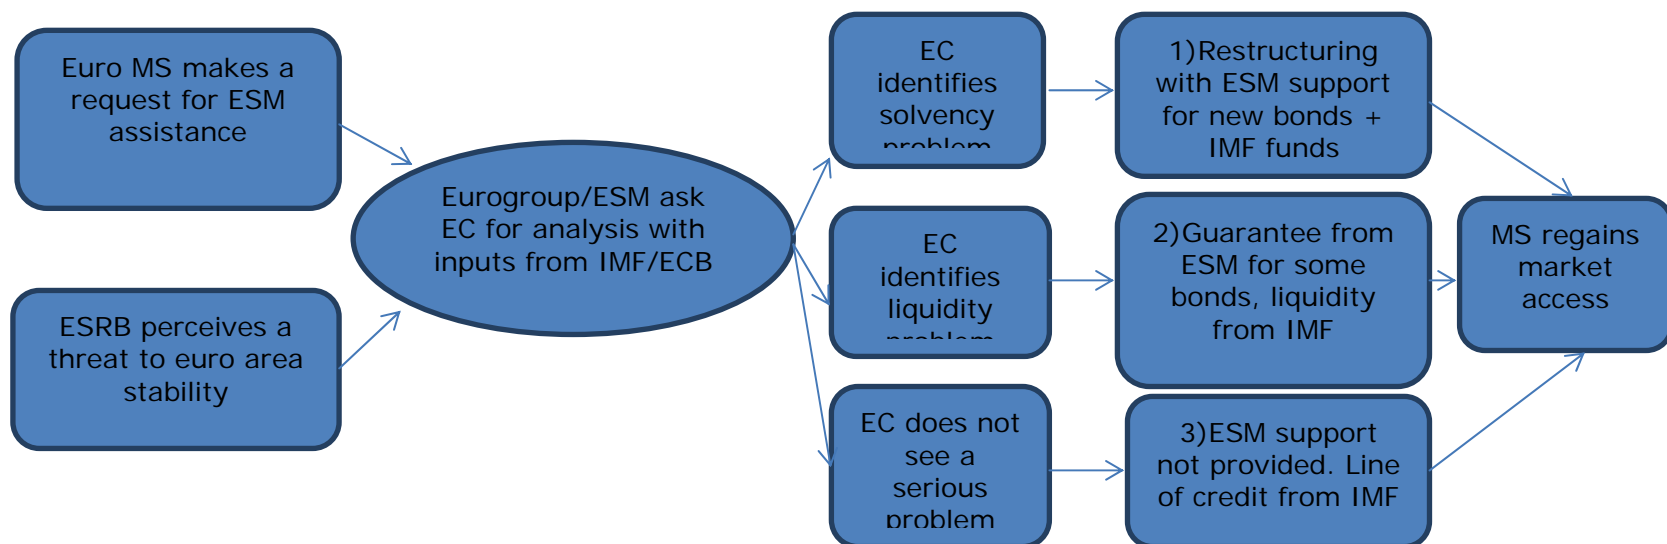 Euro MS makes a
request for ESM
assistance
ESRB perceives a
threat to euro area
stability
Eurogroup/ESM ask
EC for analysis with
inputs from IMF/ECB
EC
identifies
solvency
problem
EC
identifies
liquidity
problem
EC does not
see a
serious
problem
1)Restructuring
with ESM support
for new bonds +
IMF funds
2)Guarantee from
ESM for some
bonds, liquidity
from IMF
3)ESM support
not provided. Line
of credit from IMF
MS regains
market
access